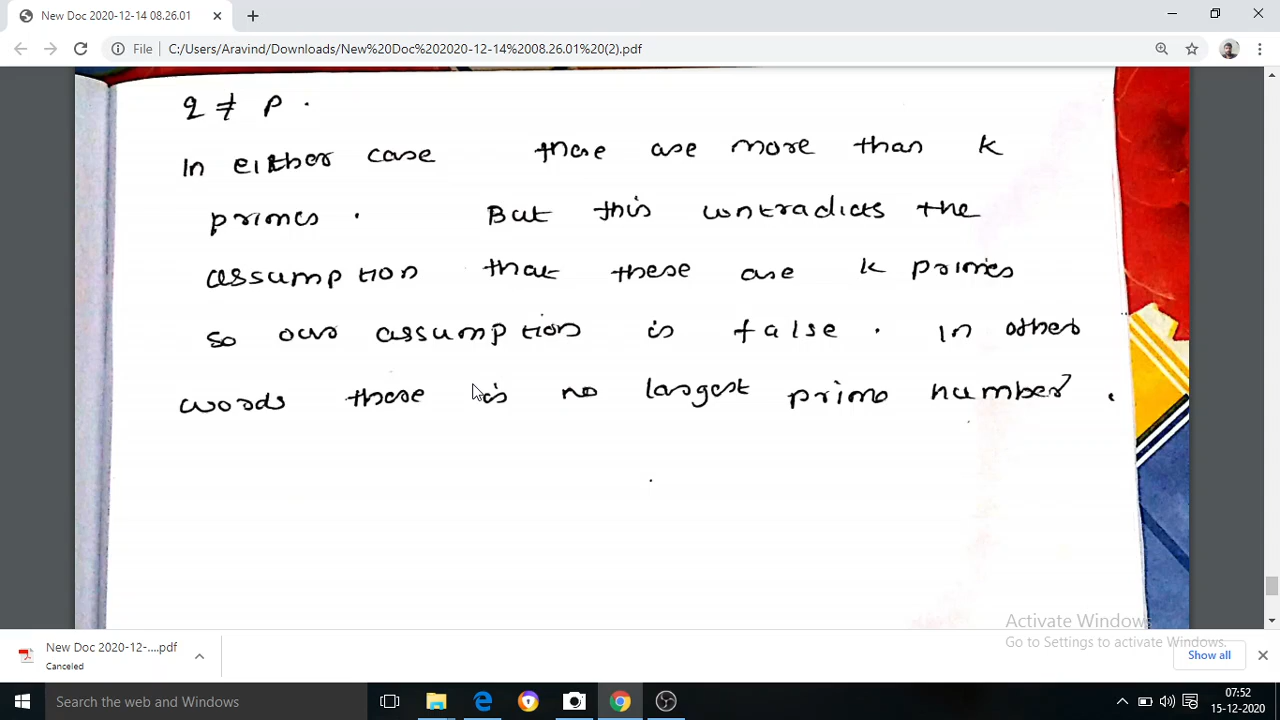 New Doc 2020-12-14 08.26.01
File C:/Users/Aravind/Downloads/New%20Doc%202020-12-14%2008.26.01%20(2).pdf
q ≠ p .
In either case there are more than k
primes . But this contradicts the
assumption that there are k primes
so our assumption is false . In other
words there is no largest prime number .
Activate Windows
Go to Settings to activate Windows.
New Doc 2020-12-....pdf
Canceled
Show all
Search the web and Windows
07:52
15-12-2020